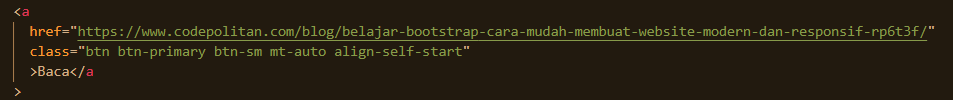 <a
href="https://www.codepolitan.com/blog/belajar-bootstrap-cara-mudah-membuat-website-modern-dan-responsif-rp6t3f/"
class="btn btn-primary btn-sm mt-auto align-self-start"
>Baca</a
>